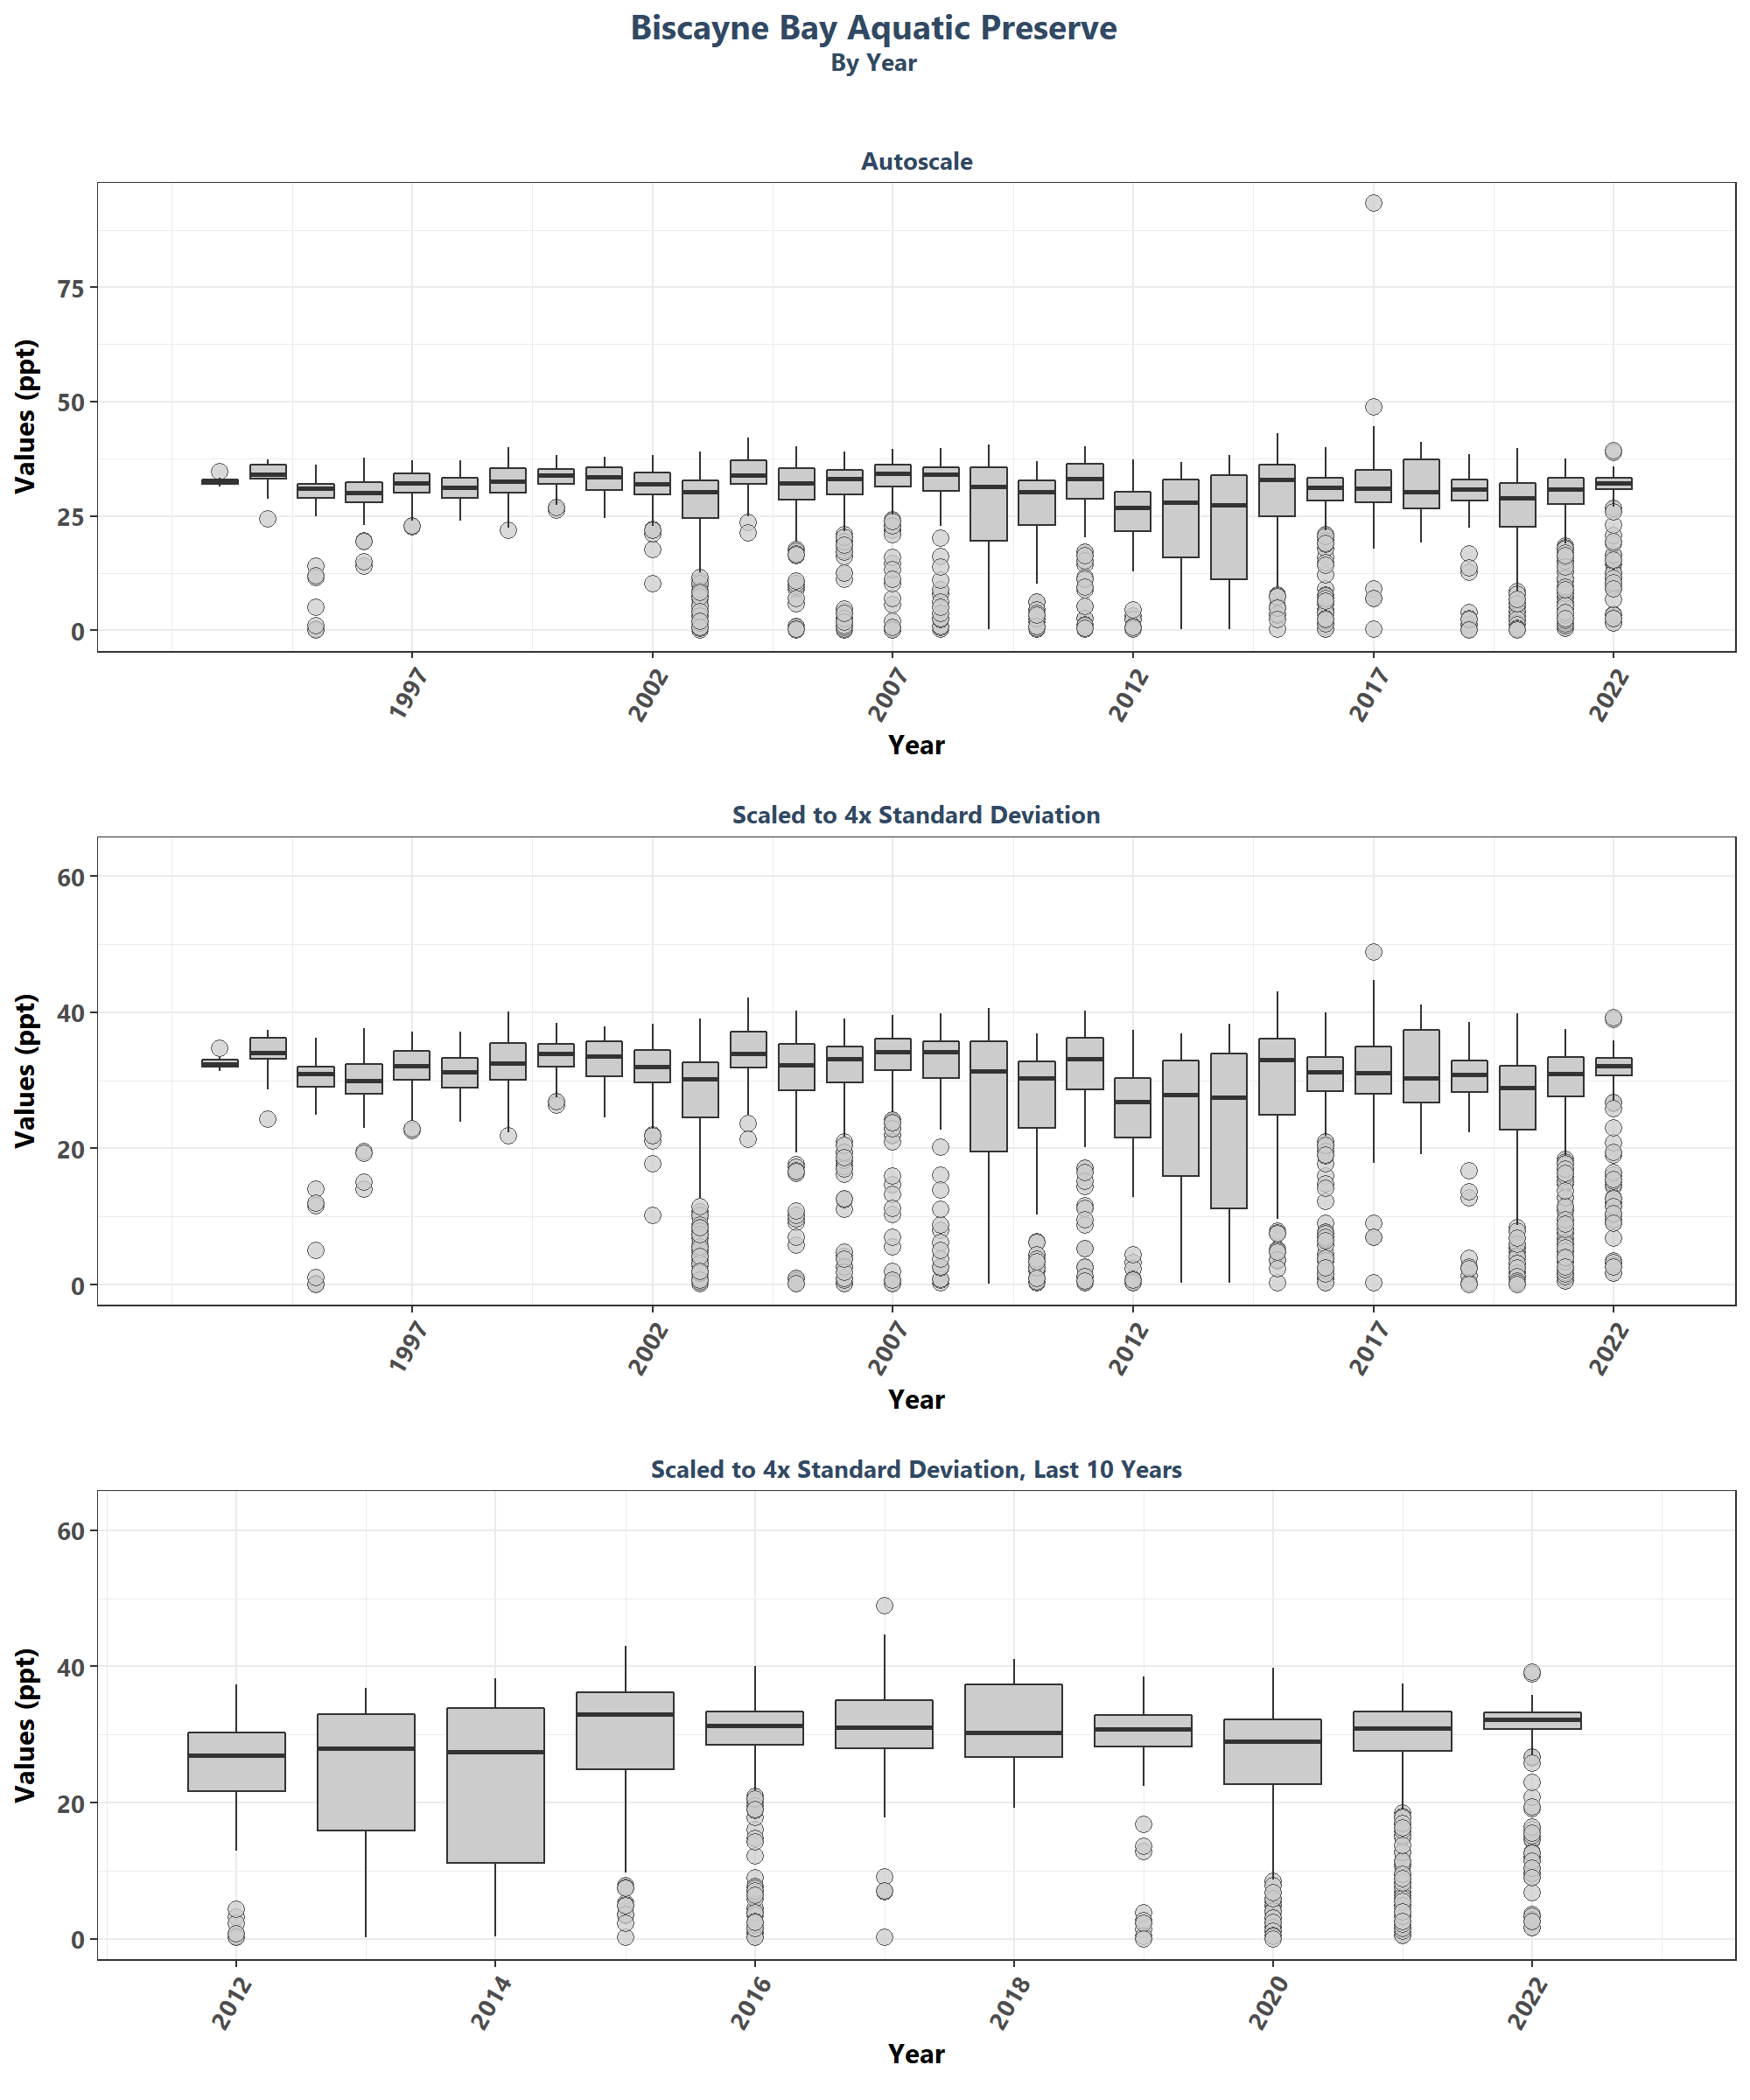 Biscayne Bay Aquatic Preserve
By Year
Autoscale
Values (ppt)
75
50
25
0
1997
2002
2007
2012
2017
2022
Year
Scaled to 4x Standard Deviation
Values (ppt)
60
40
20
0
1997
2002
2007
2012
2017
2022
Year
Scaled to 4x Standard Deviation, Last 10 Years
Values (ppt)
60
40
20
0
2012
2014
2016
2018
2020
2022
Year